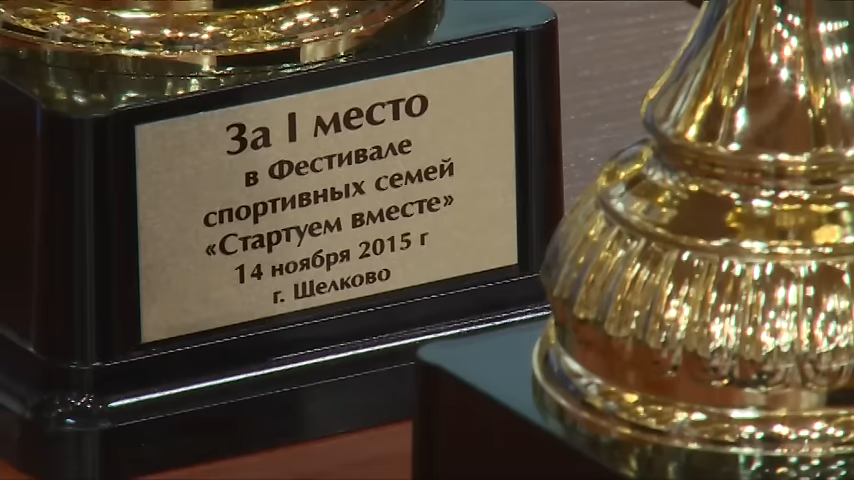 За I место
в Фестивале
спортивных семей
«Стартуем вместе»
14 ноября 2015 г
г. Щелково